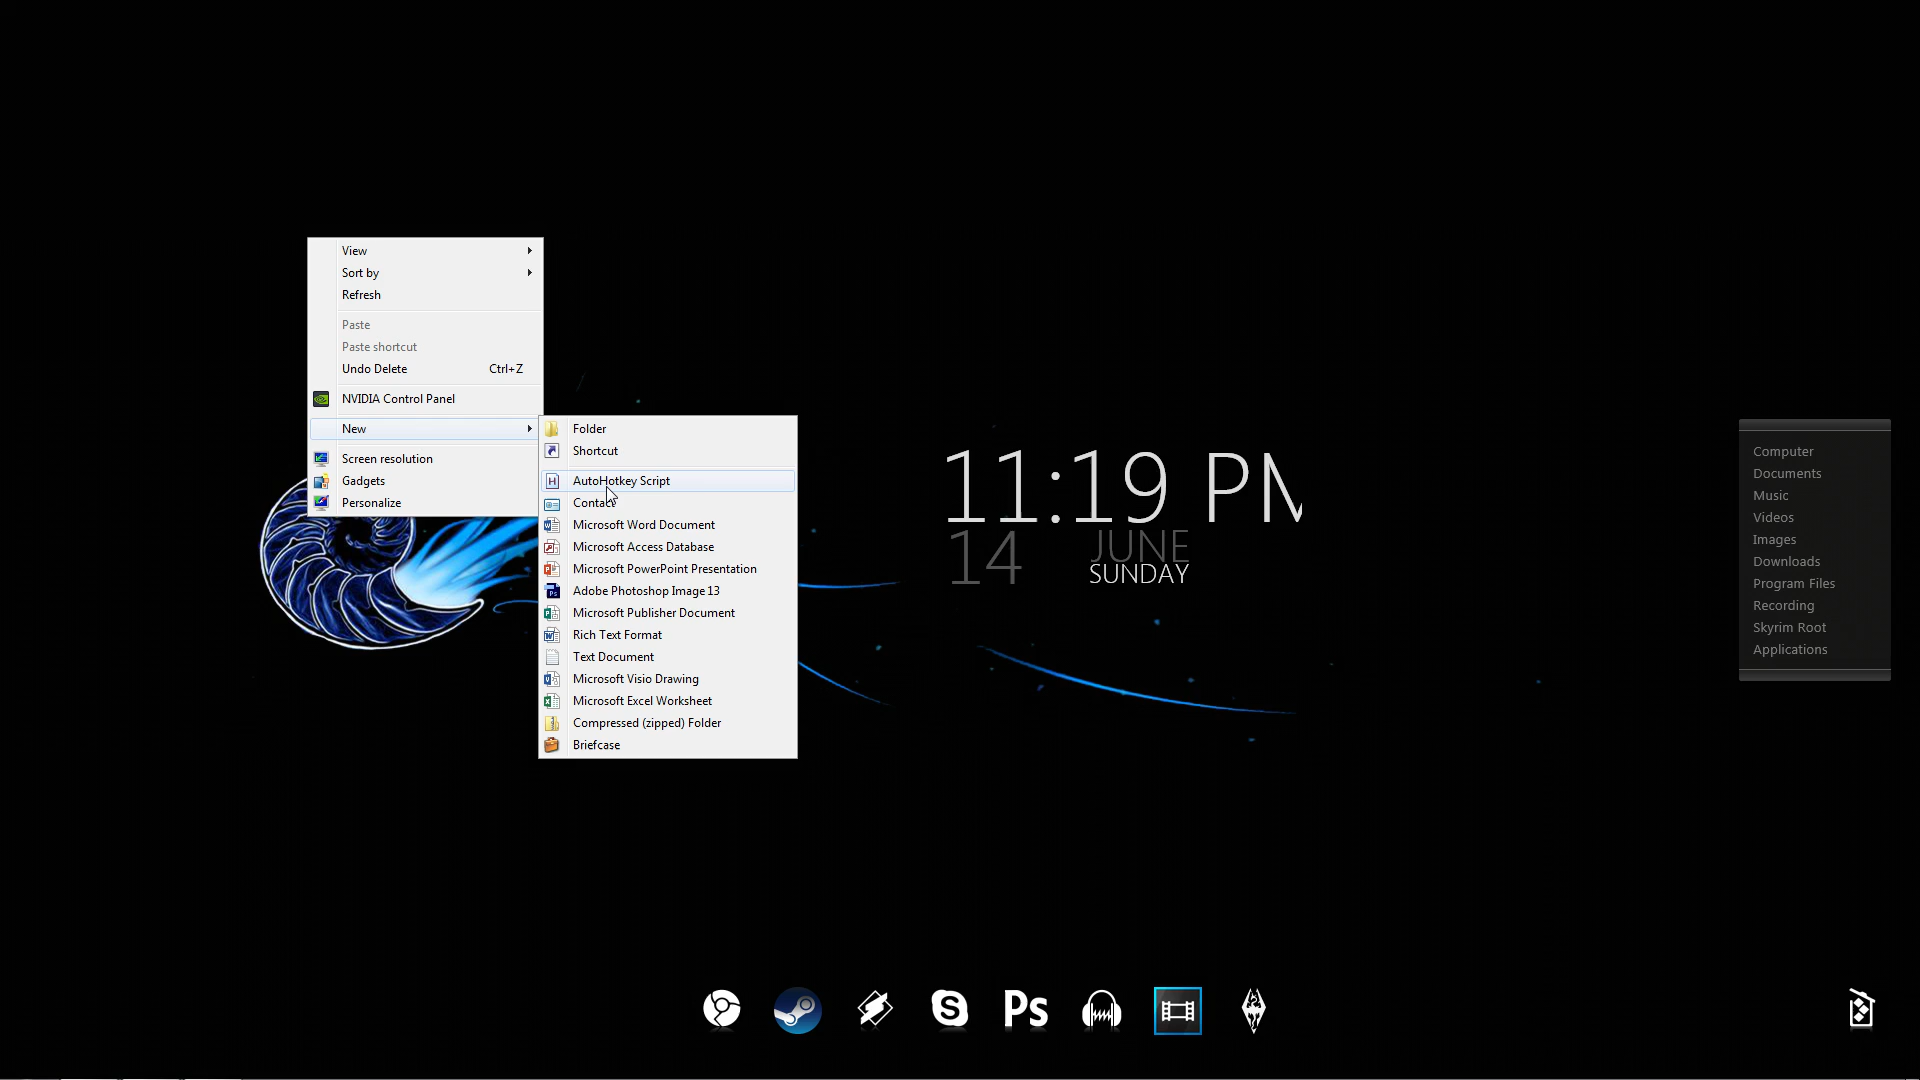 View
Sort by
Refresh
Paste
Paste shortcut
Undo Delete Ctrl+Z
NVIDIA Control Panel
New
Screen resolution
Gadgets
Personalize
Folder
Shortcut
AutoHotkey Script
Contact
Microsoft Word Document
Microsoft Access Database
Microsoft PowerPoint Presentation
Adobe Photoshop Image 13
Microsoft Publisher Document
Rich Text Format
Text Document
Microsoft Visio Drawing
Microsoft Excel Worksheet
Compressed (zipped) Folder
Briefcase
11:19 PM
14 JUNE
SUNDAY
Computer
Documents
Music
Videos
Images
Downloads
Program Files
Recording
Skyrim Root
Applications
Ps